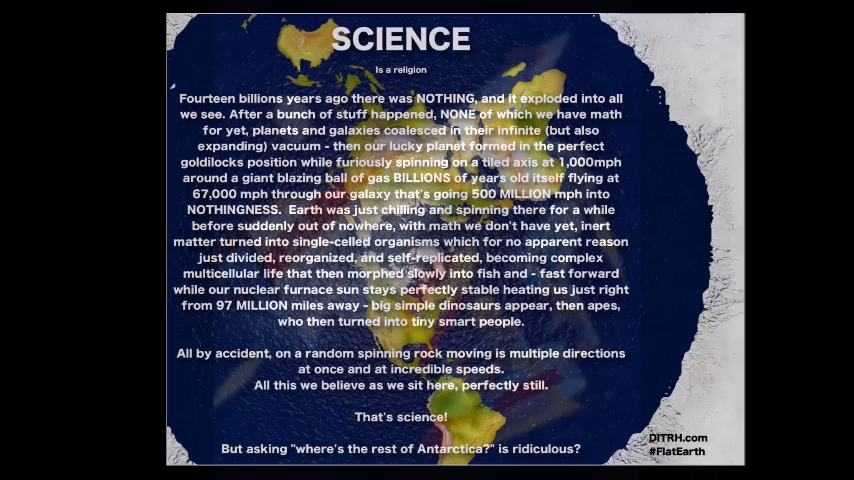 SCIENCE
Is a religion
Fourteen billions years ago there was NOTHING, and it exploded into all
we see. After a bunch of stuff happened, NONE of which we have math
for yet, planets and galaxies coalesced in their infinite (but also
expanding) vacuum - then our lucky planet formed in the perfect
goldilocks position while furiously spinning on a tiled axis at 1,000mph
around a giant blazing ball of gas BILLIONS of years old itself flying at
67,000 mph through our galaxy that's going 500 MILLION mph into
NOTHINGNESS. Earth was just chilling and spinning there for a while
before suddenly out of nowhere, with math we don't have yet, inert
matter turned into single-celled organisms which for no apparent reason
just divided, reorganized, and self-replicated, becoming complex
multicellular life that then morphed slowly into fish and - fast forward
while our nuclear furnace sun stays perfectly stable heating us just right
from 97 MILLION miles away - big simple dinosaurs appear, then apes,
who then turned into tiny smart people.
All by accident, on a random spinning rock moving is multiple directions
at once and at incredible speeds.
All this we believe as we sit here, perfectly still.
That's science!
But asking "where's the rest of Antarctica?" is ridiculous?
DITRH.com
#FlatEarth